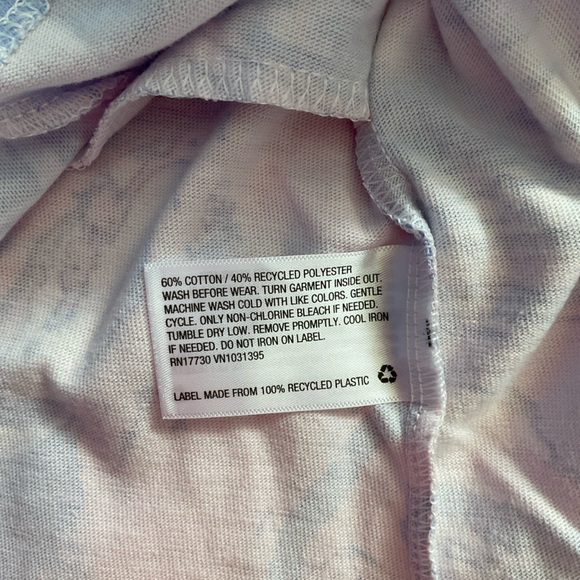 60% COTTON / 40% RECYCLED POLYESTER
WASH BEFORE WEAR. TURN GARMENT INSIDE OUT.
MACHINE WASH COLD WITH LIKE COLORS. GENTLE
CYCLE. ONLY NON-CHLORINE BLEACH IF NEEDED.
TUMBLE DRY LOW. REMOVE PROMPTLY. COOL IRON
IF NEEDED. DO NOT IRON ON LABEL.
RN17730 VN1031395
LABEL MADE FROM 100% RECYCLED PLASTIC